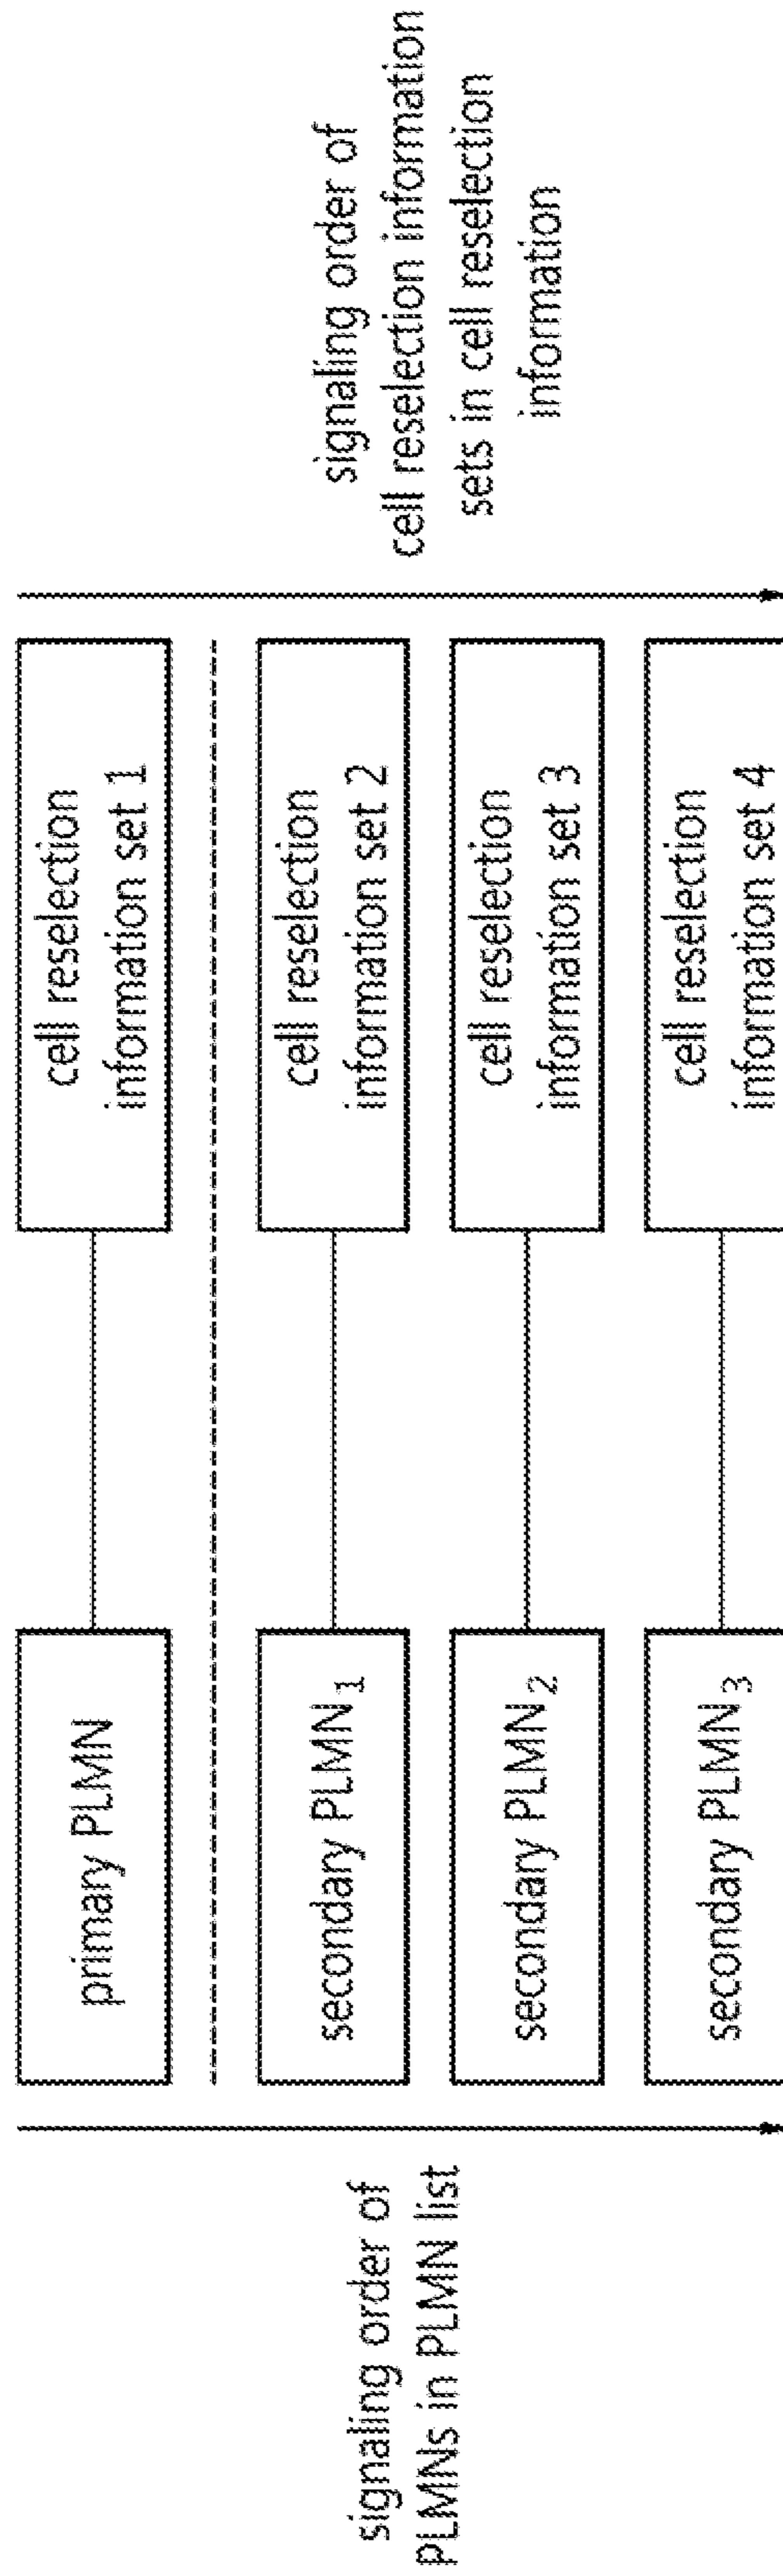 signaling order of
PLMNs in PLMN list
primary PLMN
secondary PLMN₁
secondary PLMN₂
secondary PLMN₃
cell reselection
information set 1
cell reselection
information set 2
cell reselection
information set 3
cell reselection
information set 4
signaling order of
cell reselection information
sets in cell reselection
information